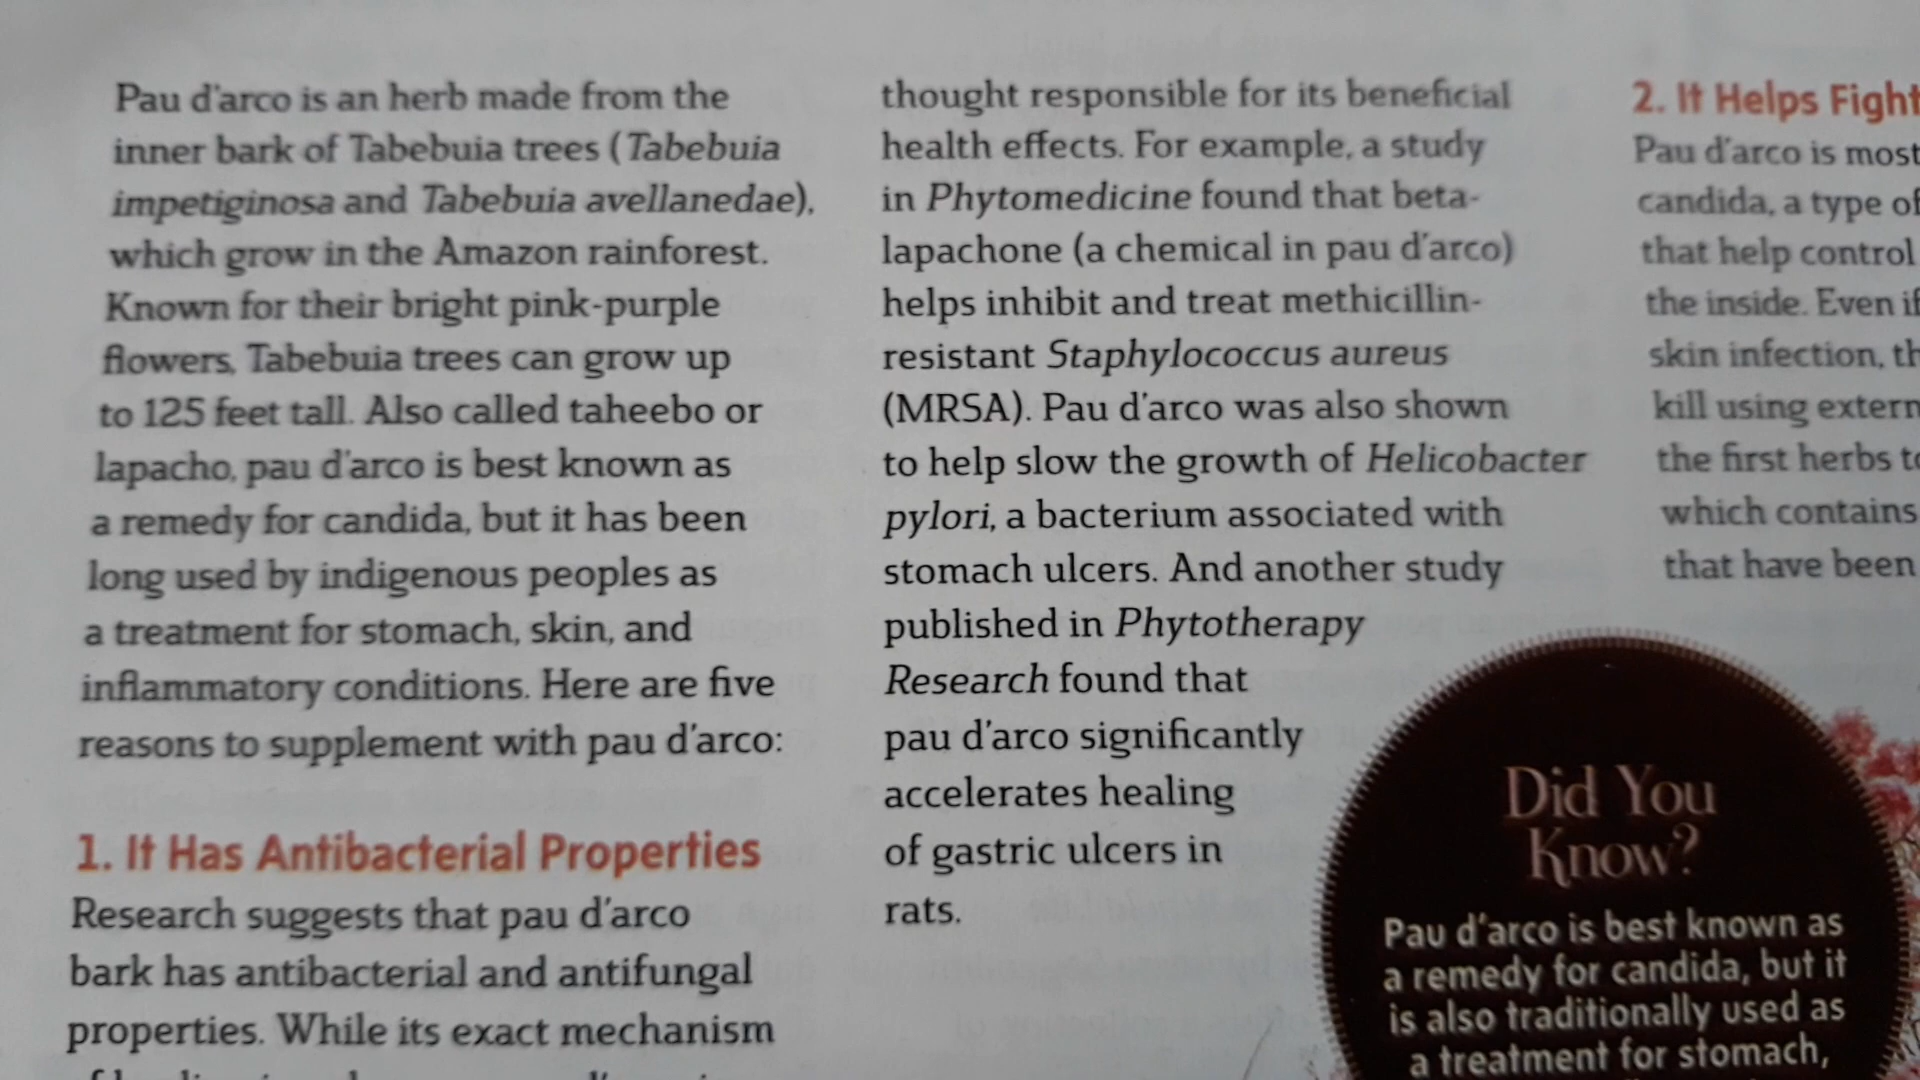 Pau d'arco is an herb made from the
inner bark of Tabebuia trees (Tabebuia
impetiginosa and Tabebuia avellanedae),
which grow in the Amazon rainforest.
Known for their bright pink-purple
flowers, Tabebuia trees can grow up
to 125 feet tall. Also called taheebo or
lapacho, pau d'arco is best known as
a remedy for candida, but it has been
long used by indigenous peoples as
a treatment for stomach, skin, and
inflammatory conditions. Here are five
reasons to supplement with pau d'arco:
1. It Has Antibacterial Properties
Research suggests that pau d'arco
bark has antibacterial and antifungal
properties. While its exact mechanism
thought responsible for its beneficial
health effects. For example, a study
in Phytomedicine found that beta-
lapachone (a chemical in pau d'arco)
helps inhibit and treat methicillin-
resistant Staphylococcus aureus
(MRSA). Pau d'arco was also shown
to help slow the growth of Helicobacter
pylori, a bacterium associated with
stomach ulcers. And another study
published in Phytotherapy
Research found that
pau d'arco significantly
accelerates healing
of gastric ulcers in
rats.
2. It Helps Fight
Pau d'arco is most
candida, a type of
that help control
the inside. Even if
skin infection, th
kill using extern
the first herbs to
which contains
that have been
Did You
Know?
Pau d'arco is best known as
a remedy for candida, but it
is also traditionally used as
a treatment for stomach,